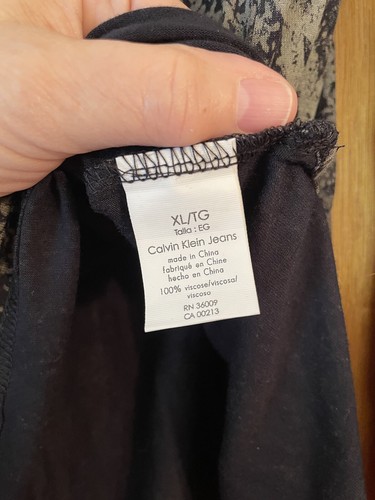 XL/TG
Talla : EG
Calvin Klein Jeans
made in China
fabriqué en Chine
hecho en China
100% viscose/viscosa/
viscosa
RN 36009
CA 00213